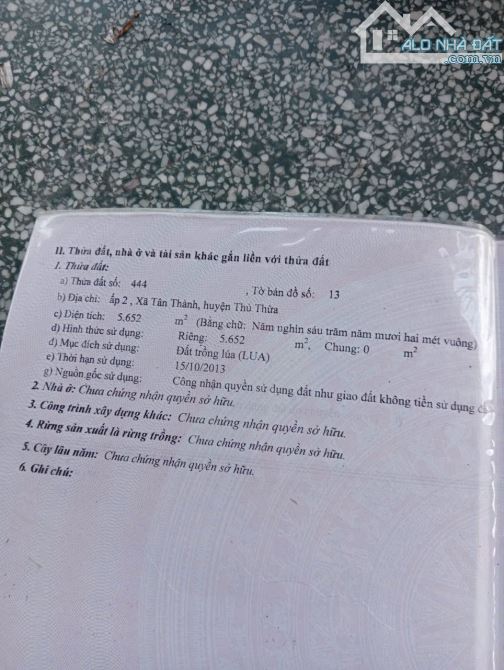 ALO NHÀ ĐẤT
.com.vn
II. Thửa đất, nhà ở và tài sản khác gắn liền với thửa đất
1. Thửa đất:
a) Thửa đất số: 444 , Tờ bản đồ số: 13
b) Địa chỉ: ấp 2 , Xã Tân Thành, huyện Thủ Thừa
c) Diện tích: 5.652 m² (Bằng chữ: Năm nghìn sáu trăm năm mươi hai mét vuông)
d) Hình thức sử dụng: Riêng: 5.652 m², Chung: 0 m²
đ) Mục đích sử dụng: Đất trồng lúa (LUA)
e) Thời hạn sử dụng: 15/10/2013
g) Nguồn gốc sử dụng: Công nhận quyền sử dụng đất như giao đất không tiền sử dụng
2. Nhà ở: Chưa chứng nhận quyền sở hữu.
3. Công trình xây dựng khác: Chưa chứng nhận quyền sở hữu.
4. Rừng sản xuất là rừng trồng: Chưa chứng nhận quyền sở hữu.
5. Cây lâu năm: Chưa chứng nhận quyền sở hữu.
6. Ghi chú: